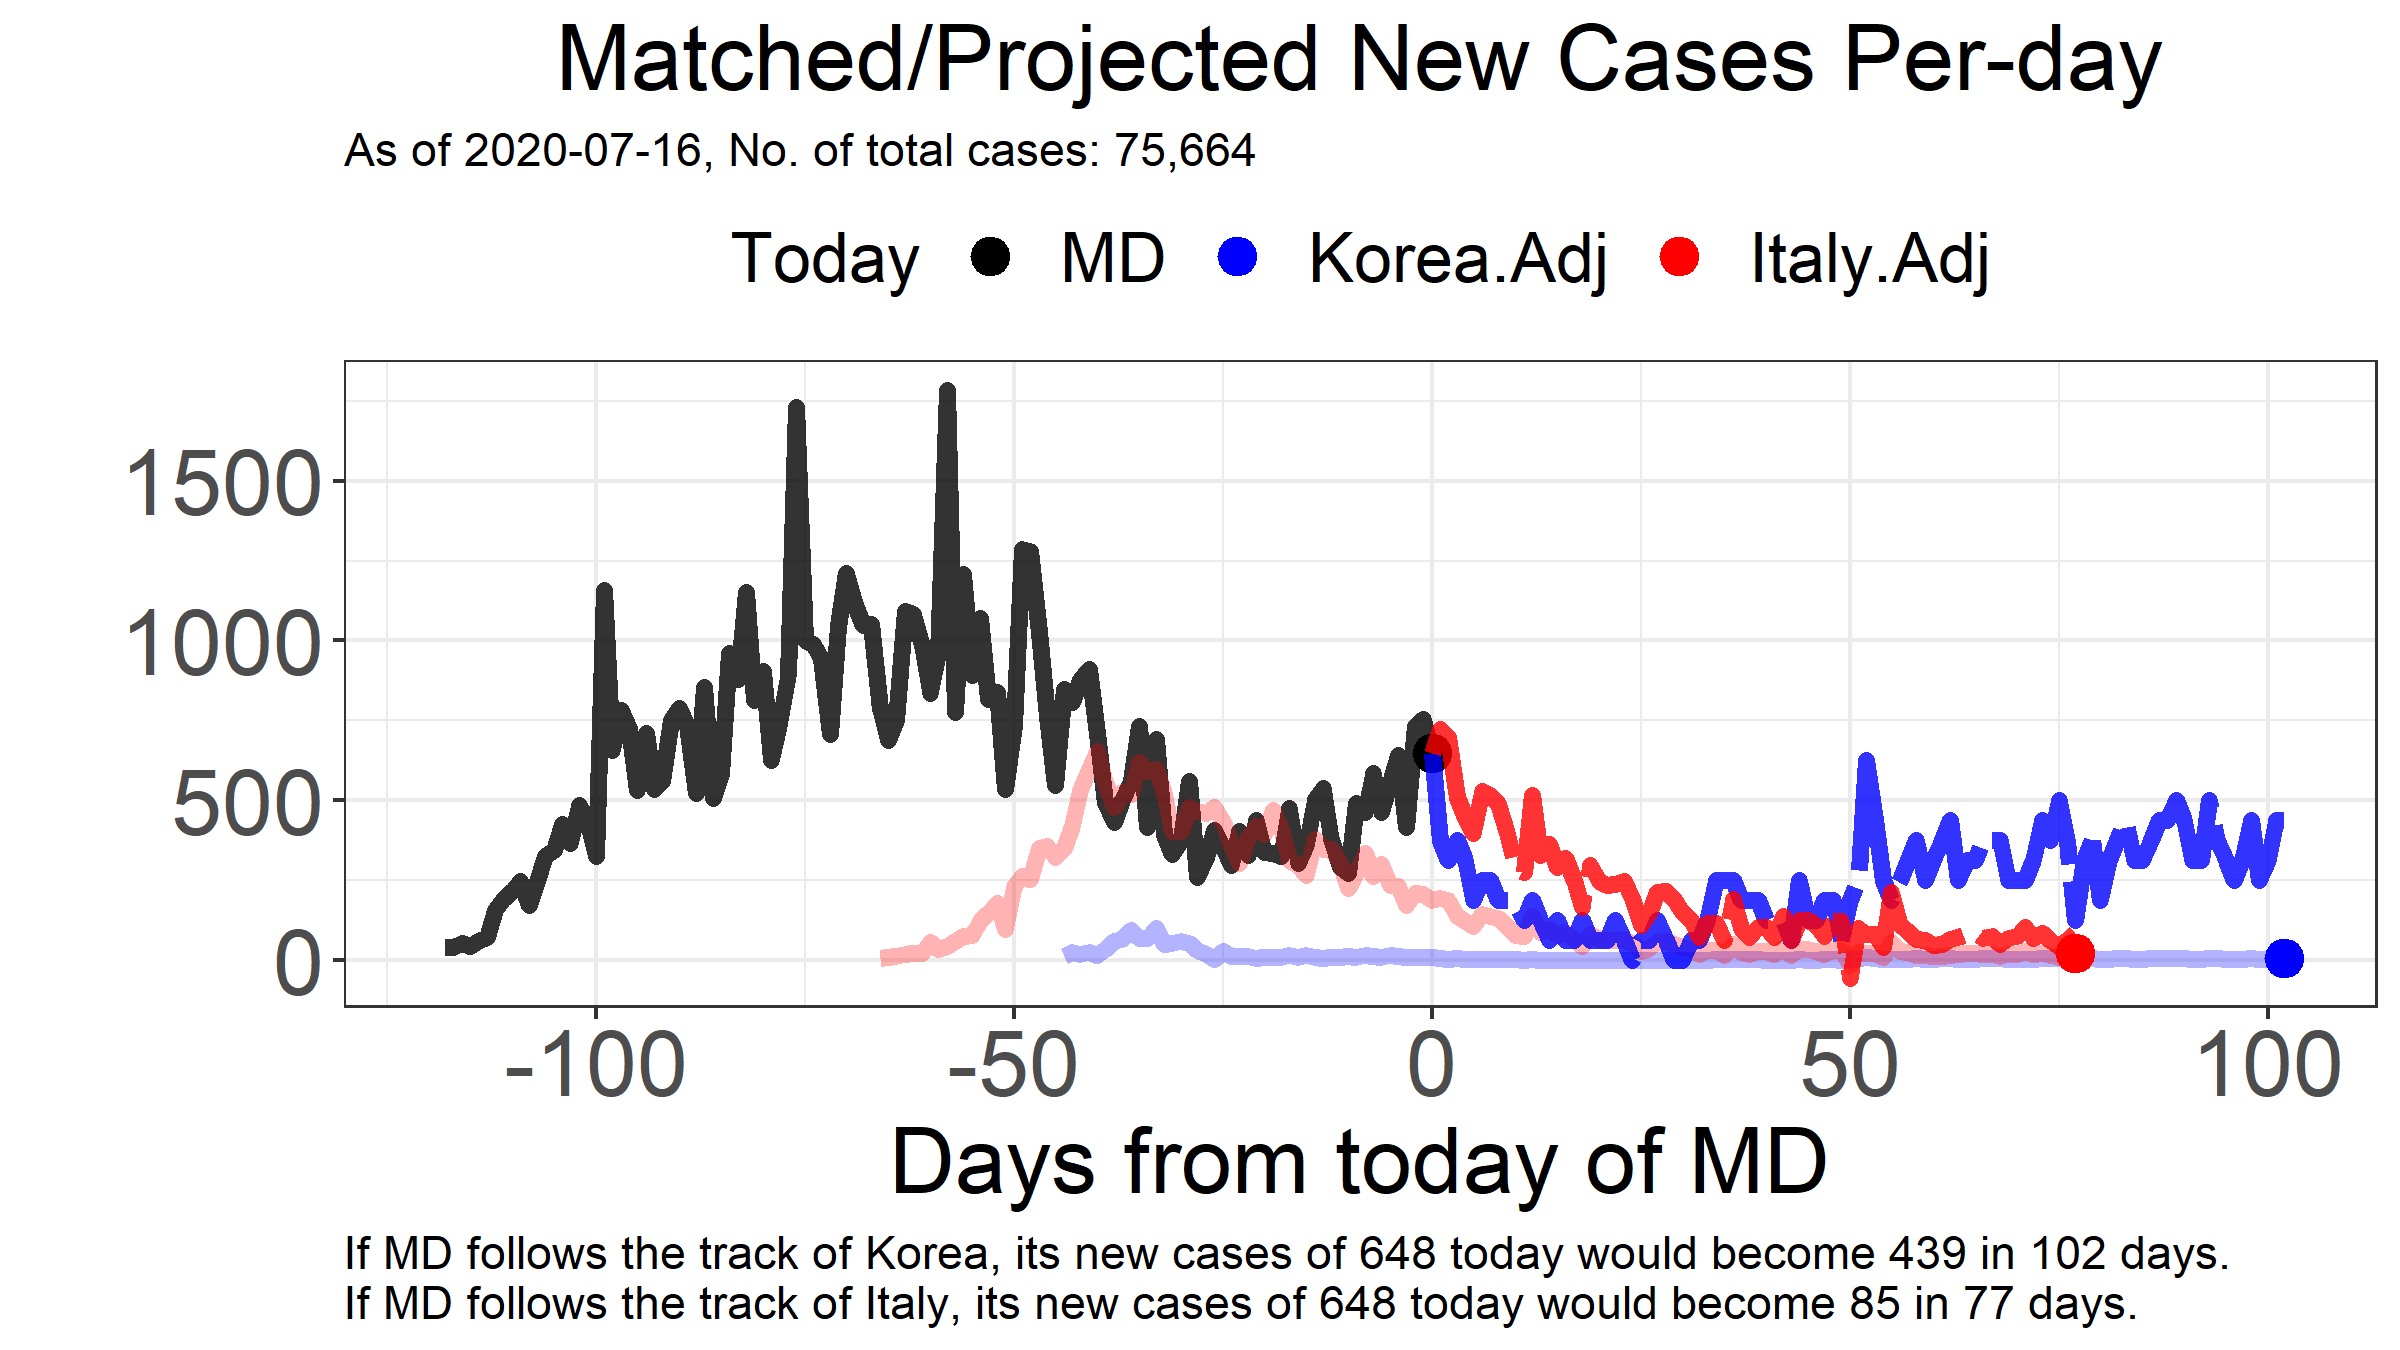 Matched/Projected New Cases Per-day
As of 2020-07-16, No. of total cases: 75,664
Today MD Korea.Adj Italy.Adj
1500
1000
500
0
-100 -50 0 50 100
Days from today of MD
If MD follows the track of Korea, its new cases of 648 today would become 439 in 102 days.
If MD follows the track of Italy, its new cases of 648 today would become 85 in 77 days.